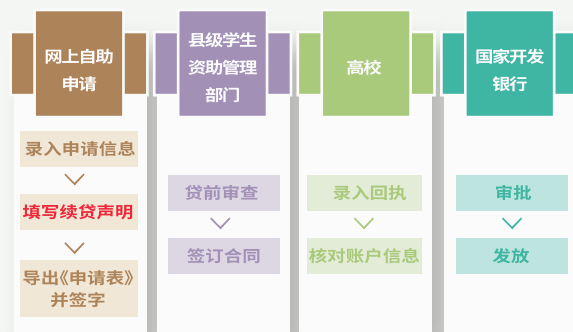 网上自助
申请
县级学生
资助管理
部门
高校
国家开发
银行
录入申请信息
填写续贷声明
导出《申请表》
并签字
贷前审查
签订合同
录入回执
核对账户信息
审批
发放